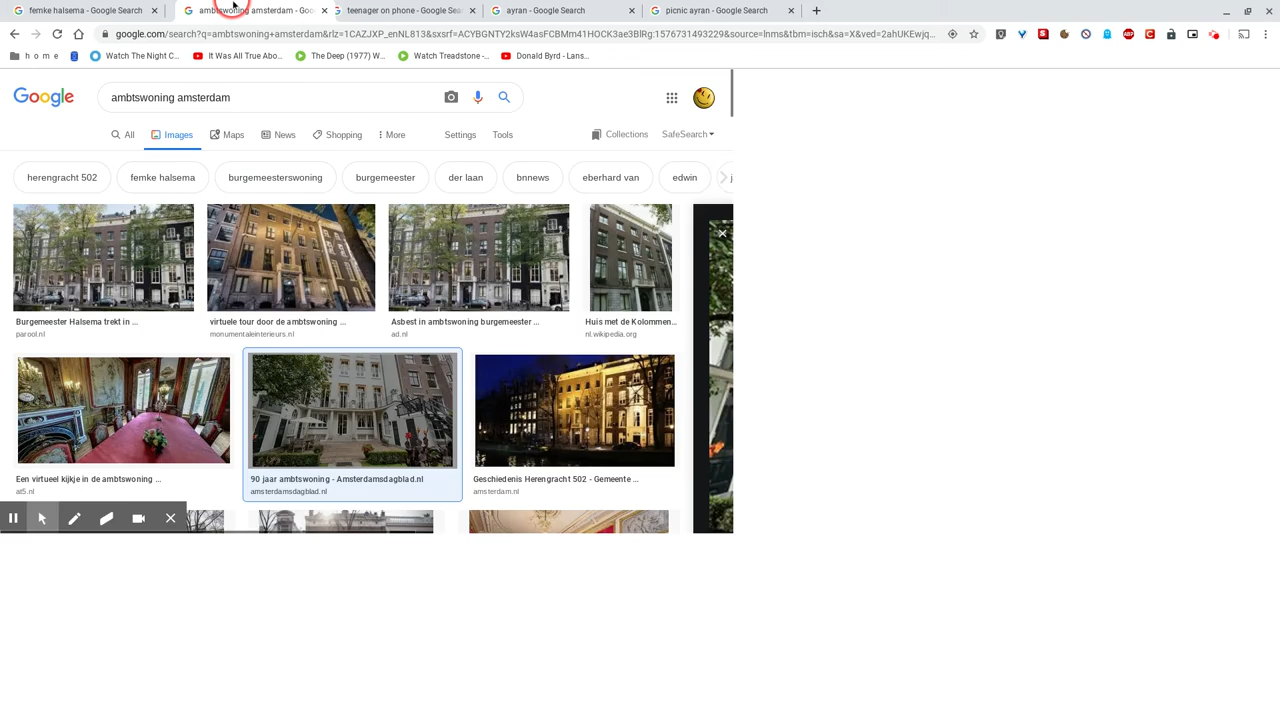 femke halsema - Google Search
ambtswoning amsterdam - Goo
teenager on phone - Google Sea
ayran - Google Search
picnic ayran - Google Search
google.com/search?q=ambtswoning+amsterdam&rlz=1CAZJXP_enNL813&sxsrf=ACYBGNTY2ksW4asFCBMm41HOCK3ae3BlRg:1576731493229&source=lnms&tbm=isch&sa=X&ved=2ahUKEwjq...
h o m e
Watch The Night C...
It Was All True Abo...
The Deep (1977) W...
Watch Treadstone -...
Donald Byrd - Lans...
Google
ambtswoning amsterdam
All
Images
Maps
News
Shopping
More
Settings
Tools
Collections
SafeSearch
herengracht 502
femke halsema
burgemeesterswoning
burgemeester
der laan
bnnews
eberhard van
edwin
j
Burgemeester Halsema trekt in ...
parool.nl
virtuele tour door de ambtswoning ...
monumentaleinterieurs.nl
Asbest in ambtswoning burgemeester ...
ad.nl
Huis met de Kolommen...
nl.wikipedia.org
Een virtueel kijkje in de ambtswoning ...
at5.nl
90 jaar ambtswoning - Amsterdamsdagblad.nl
amsterdamsdagblad.nl
Geschiedenis Herengracht 502 - Gemeente ...
amsterdam.nl